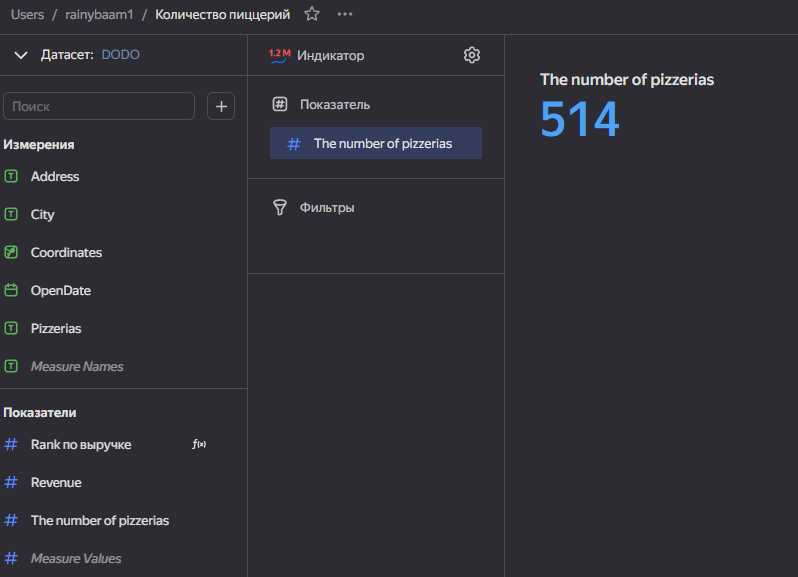 Users / rainybaam1 / Количество пиццерий
Датасет: DODO
Поиск
Измерения
Address
City
Coordinates
OpenDate
Pizzerias
Measure Names
Показатели
Rank по выручке f(x)
Revenue
The number of pizzerias
Measure Values
1.2 M Индикатор
Показатель
The number of pizzerias
Фильтры
The number of pizzerias
514